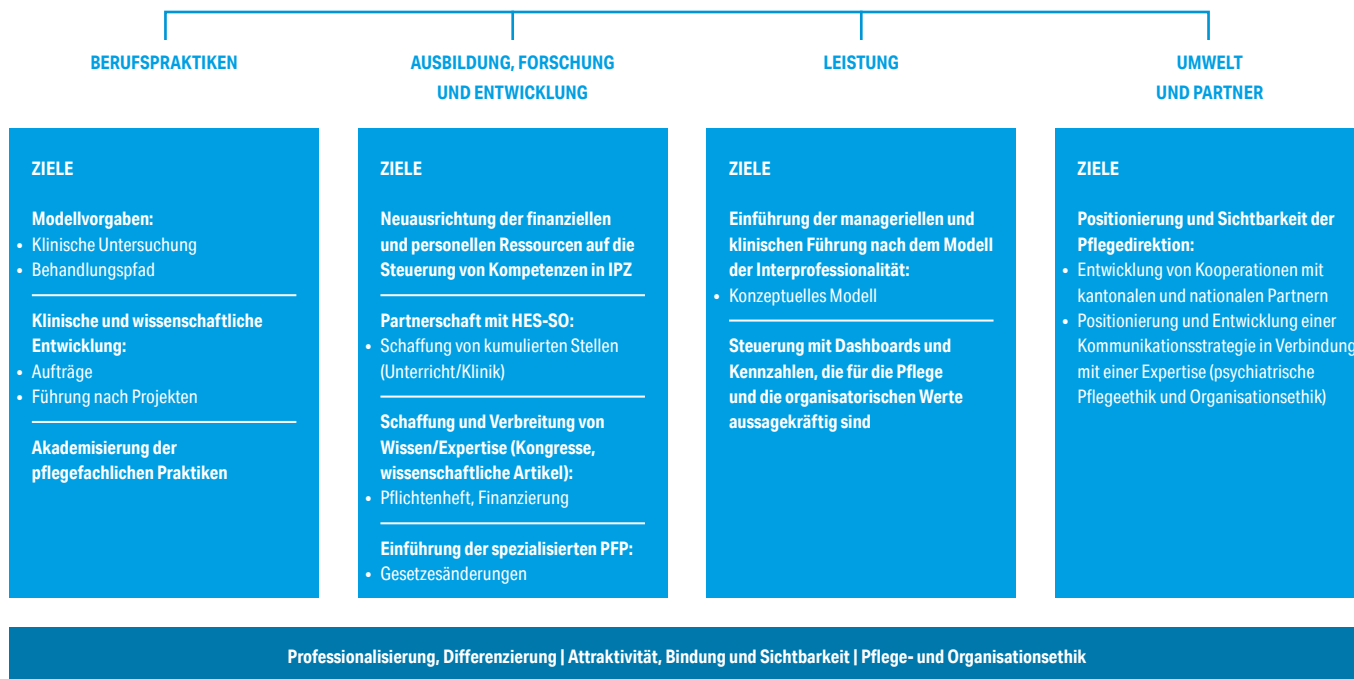 BERUFSPRAKTIKEN
AUSBILDUNG, FORSCHUNG
UND ENTWICKLUNG
LEISTUNG
UMWELT
UND PARTNER
ZIELE
Modellvorgaben:
• Klinische Untersuchung
• Behandlungspfad
Klinische und wissenschaftliche
Entwicklung:
• Aufträge
• Führung nach Projekten
Akademisierung der
pflegefachlichen Praktiken
ZIELE
Neuausrichtung der finanziellen
und personellen Ressourcen auf die
Steuerung von Kompetenzen in IPZ
Partnerschaft mit HES-SO:
• Schaffung von kumulierten Stellen
(Unterricht/Klinik)
Schaffung und Verbreitung von
Wissen/Expertise (Kongresse,
wissenschaftliche Artikel):
• Pflichtenheft, Finanzierung
Einführung der spezialisierten PFP:
• Gesetzesänderungen
ZIELE
Einführung der manageriellen und
klinischen Führung nach dem Modell
der Interprofessionalität:
• Konzeptuelles Modell
Steuerung mit Dashboards und
Kennzahlen, die für die Pflege
und die organisatorischen Werte
aussagekräftig sind
ZIELE
Positionierung und Sichtbarkeit der
Pflegedirektion:
• Entwicklung von Kooperationen mit
kantonalen und nationalen Partnern
• Positionierung und Entwicklung einer
Kommunikationsstrategie in Verbindung
mit einer Expertise (psychiatrische
Pflegeethik und Organisationsethik)
Professionalisierung, Differenzierung | Attraktivität, Bindung und Sichtbarkeit | Pflege- und Organisationsethik